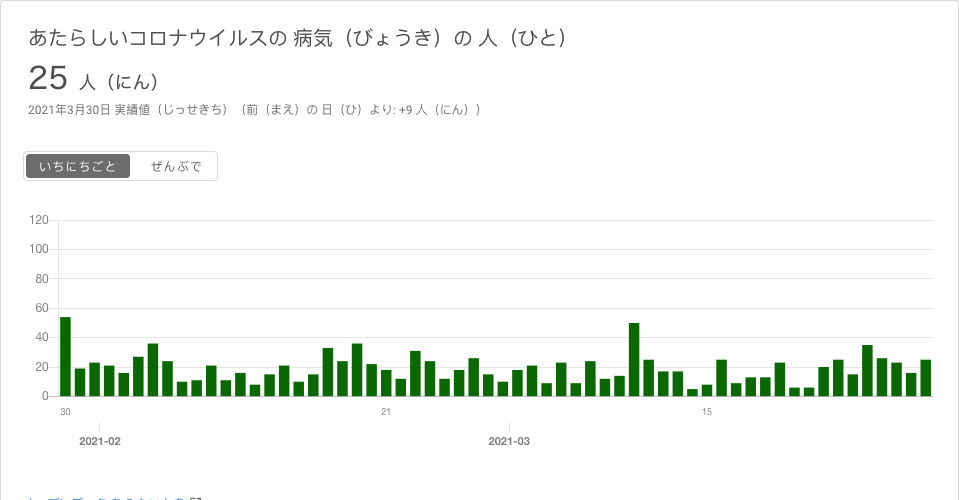 あたらしいコロナウイルスの 病気（びょうき）の 人（ひと）
25 人（にん）
2021年3月30日 実績値（じっせきち）（前（まえ）の 日（ひ）より: +9 人（にん））
いちにちごと ぜんぶで
120
100
80
60
40
20
0
30 21 15
2021-02 2021-03